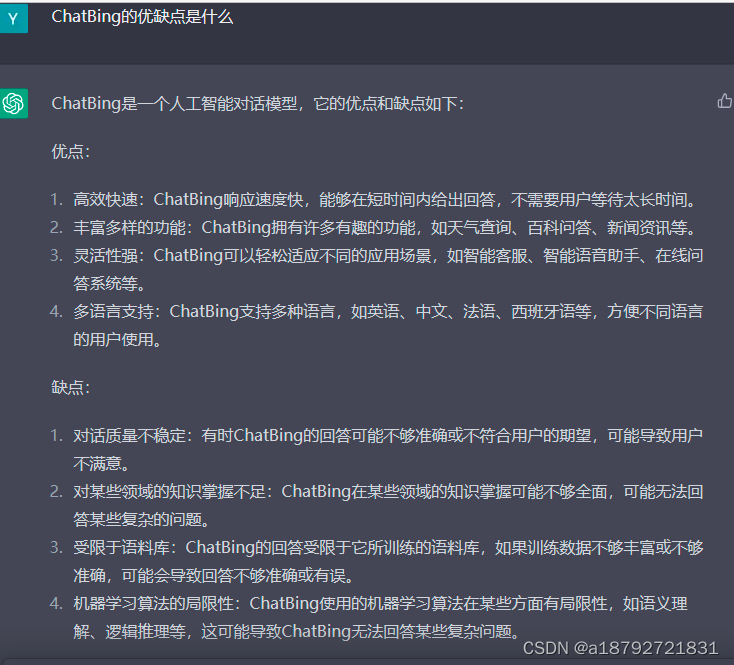 Y
ChatBing的优缺点是什么
ChatBing是一个人工智能对话模型，它的优点和缺点如下：
优点：
1. 高效快速：ChatBing响应速度快，能够在短时间内给出回答，不需要用户等待太长时间。
2. 丰富多样的功能：ChatBing拥有许多有趣的功能，如天气查询、百科问答、新闻资讯等。
3. 灵活性强：ChatBing可以轻松适应不同的应用场景，如智能客服、智能语音助手、在线问
答系统等。
4. 多语言支持：ChatBing支持多种语言，如英语、中文、法语、西班牙语等，方便不同语言
的用户使用。
缺点：
1. 对话质量不稳定：有时ChatBing的回答可能不够准确或不符合用户的期望，可能导致用户
不满意。
2. 对某些领域的知识掌握不足：ChatBing在某些领域的知识掌握可能不够全面，可能无法回
答某些复杂的问题。
3. 受限于语料库：ChatBing的回答受限于它所训练的语料库，如果训练数据不够丰富或不够
准确，可能会导致回答不够准确或有误。
4. 机器学习算法的局限性：ChatBing使用的机器学习算法在某些方面有局限性，如语义理
解、逻辑推理等，这可能导致ChatBing无法回答某些复杂问题。
CSDN @a18792721831